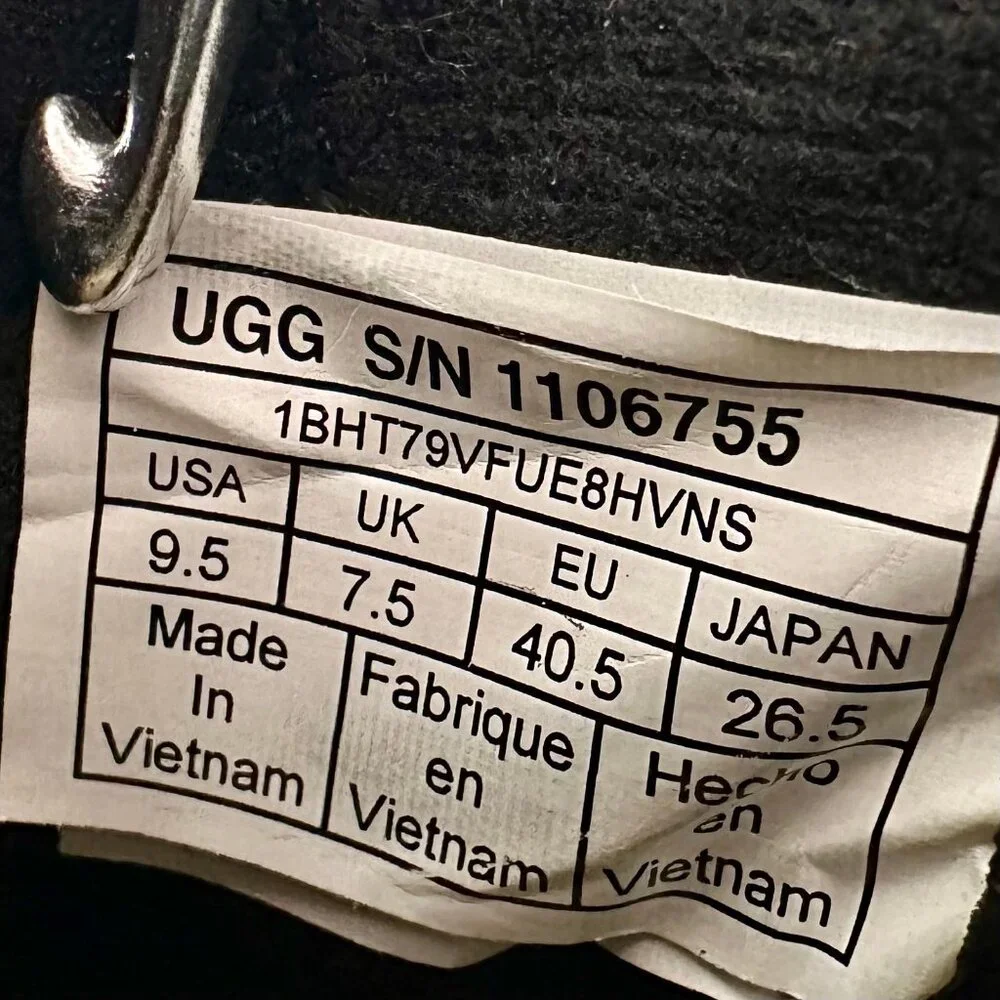 UGG S/N 1106755
1BHT79VFUE8HVNS
USA UK EU JAPAN
9.5 7.5 40.5 26.5
Made
In
Vietnam
Fabrique
en
Vietnam
Hecho
en
Vietnam